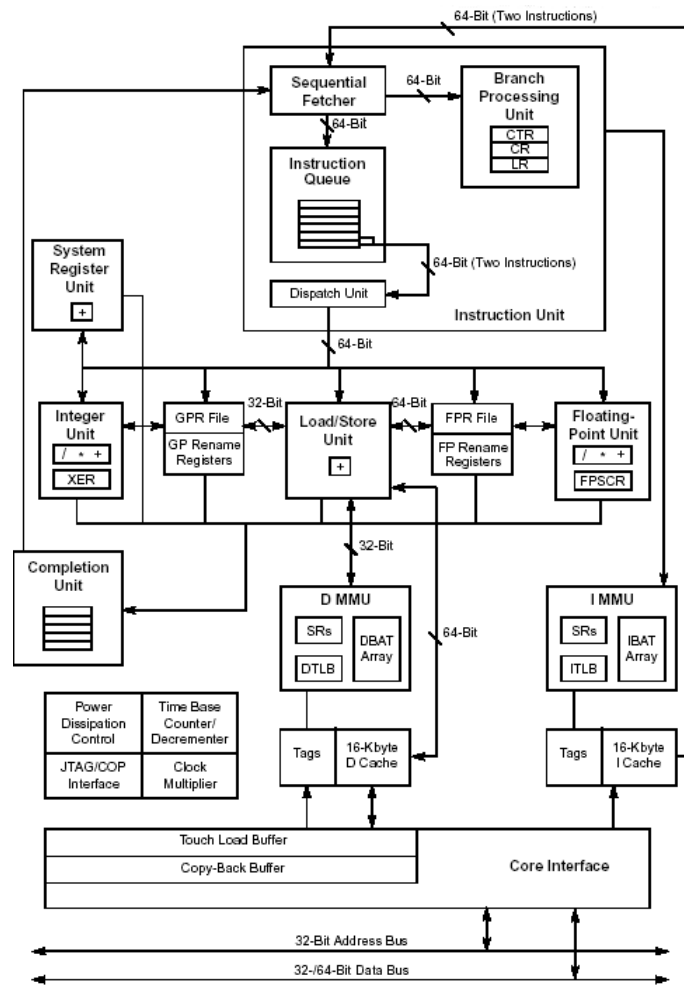 64-Bit (Two Instructions)
Sequential
Fetcher
64-Bit
Branch
Processing
Unit
CTR
CR
LR
64-Bit
Instruction
Queue
64-Bit (Two Instructions)
Dispatch Unit
Instruction Unit
64-Bit
System
Register
Unit
+
Integer
Unit
/ * +
XER
GPR File
GP Rename
Registers
32-Bit
Load/Store
Unit
+
64-Bit
FPR File
FP Rename
Registers
Floating-
Point Unit
/ * +
FPSCR
32-Bit
Completion
Unit
D MMU
SRs
DTLB
DBAT
Array
64-Bit
I MMU
SRs
ITLB
IBAT
Array
Power
Dissipation
Control
Time Base
Counter/
Decrementer
JTAG/COP
Interface
Clock
Multiplier
Tags
16-Kbyte
D Cache
Tags
16-Kbyte
I Cache
Touch Load Buffer
Copy-Back Buffer
Core Interface
32-Bit Address Bus
32-/64-Bit Data Bus